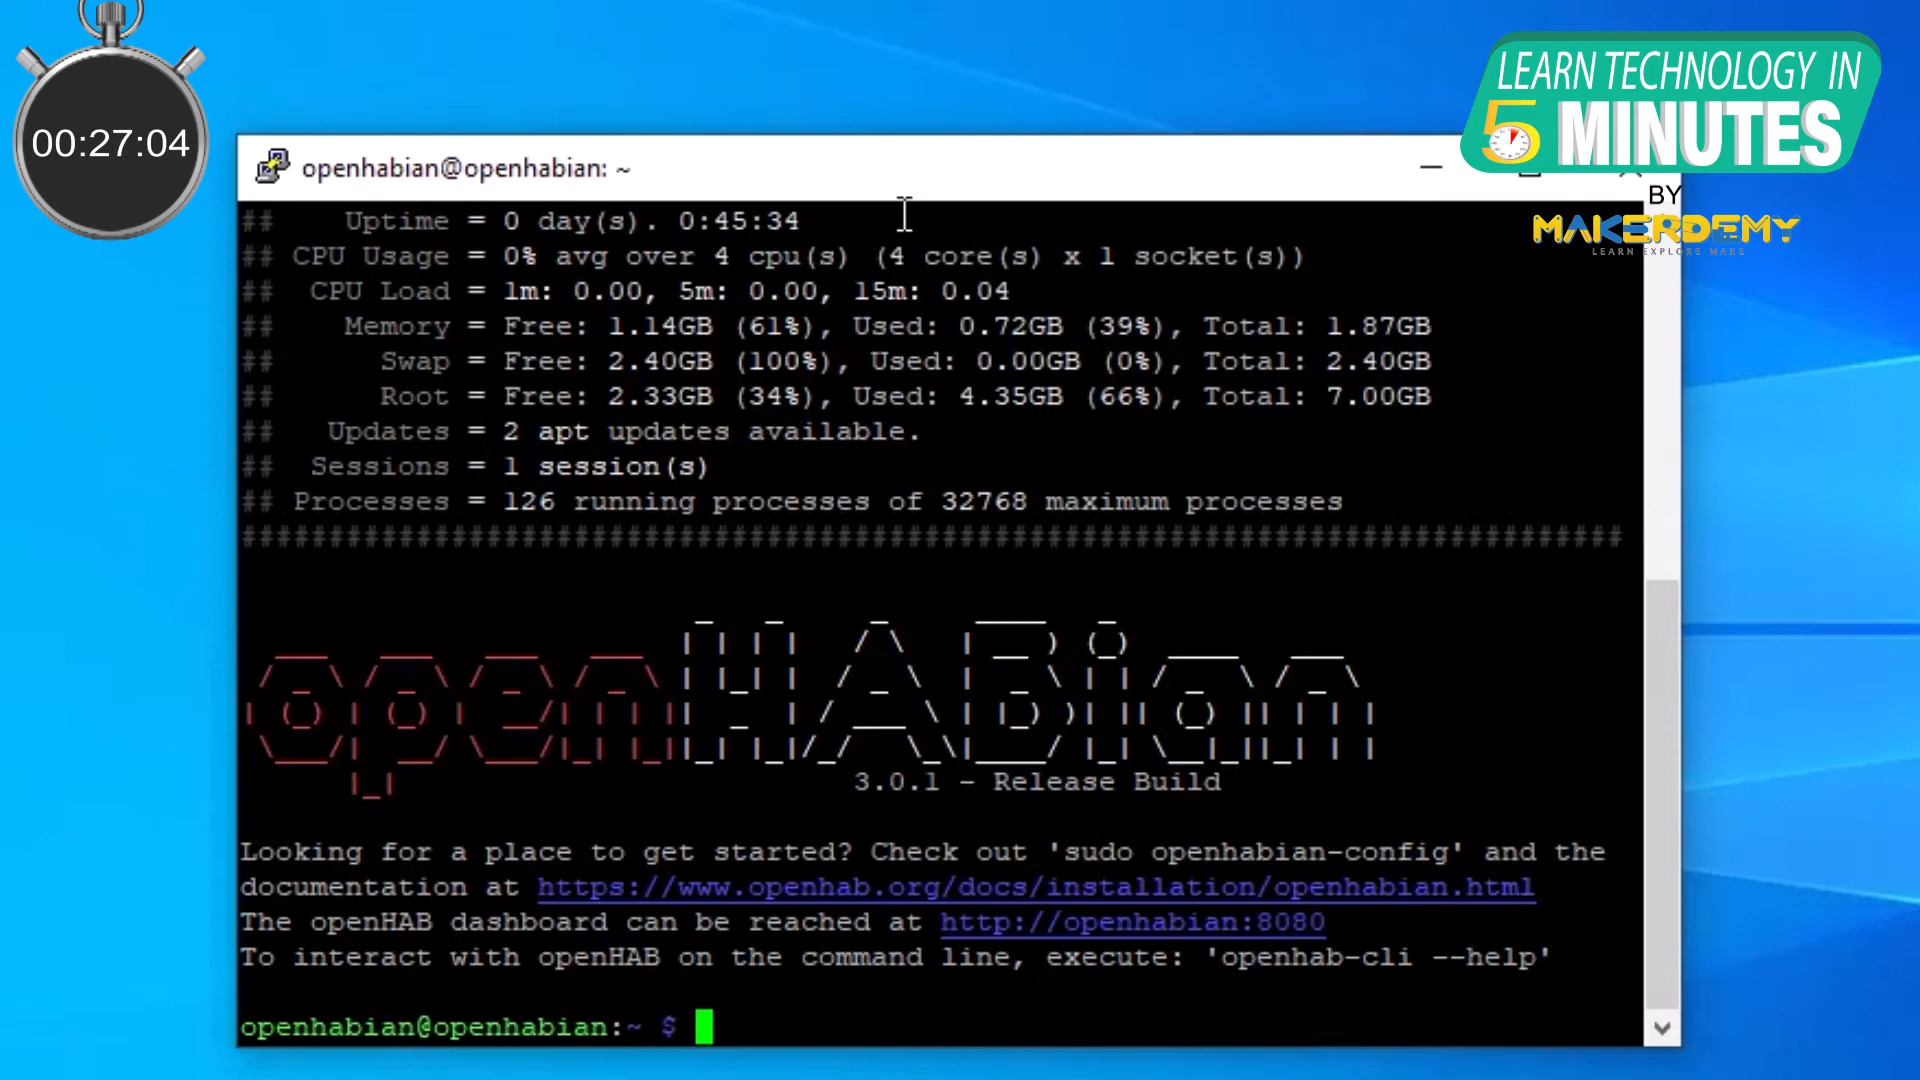 00:27:04
LEARN TECHNOLOGY IN
5 MINUTES
BY
MAKERDEMY
LEARN EXPLORE MAKE
openhabian@openhabian: ~
## Uptime = 0 day(s). 0:45:34
## CPU Usage = 0% avg over 4 cpu(s) (4 core(s) x 1 socket(s))
## CPU Load = 1m: 0.00, 5m: 0.00, 15m: 0.04
## Memory = Free: 1.14GB (61%), Used: 0.72GB (39%), Total: 1.87GB
## Swap = Free: 2.40GB (100%), Used: 0.00GB (0%), Total: 2.40GB
## Root = Free: 2.33GB (34%), Used: 4.35GB (66%), Total: 7.00GB
## Updates = 2 apt updates available.
## Sessions = 1 session(s)
## Processes = 126 running processes of 32768 maximum processes
###############################################################################
openHABian
3.0.1 - Release Build
Looking for a place to get started? Check out 'sudo openhabian-config' and the
documentation at https://www.openhab.org/docs/installation/openhabian.html
The openHAB dashboard can be reached at http://openhabian:8080
To interact with openHAB on the command line, execute: 'openhab-cli --help'
openhabian@openhabian:~ $